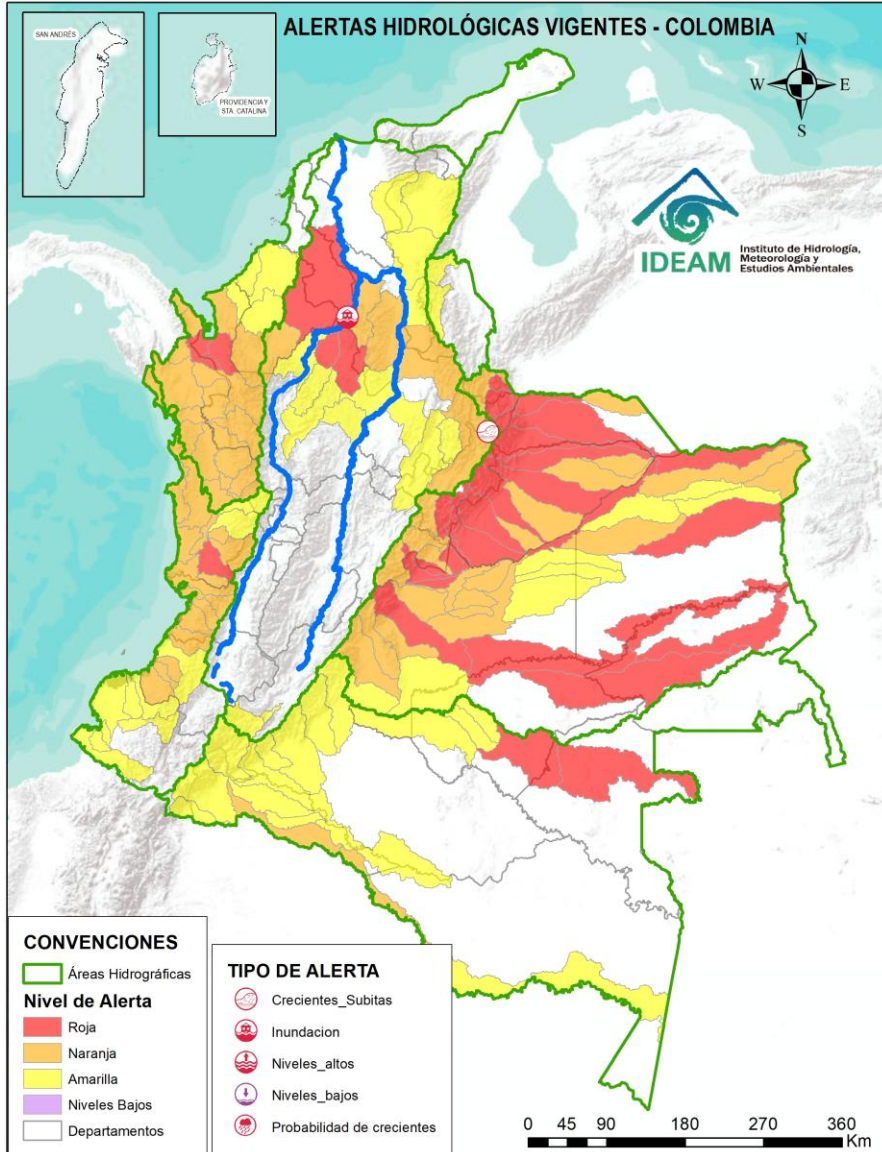 ALERTAS HIDROLÓGICAS VIGENTES - COLOMBIA
SAN ANDRÉS
PROVIDENCIA Y
STA. CATALINA
N
W
E
S
IDEAM
Instituto de Hidrología,
Meteorología y
Estudios Ambientales
CONVENCIONES
Áreas Hidrográficas
Nivel de Alerta
Roja
Naranja
Amarilla
Niveles Bajos
Departamentos
TIPO DE ALERTA
Crecientes_Subitas
Inundacion
Niveles_altos
Niveles_bajos
Probabilidad de crecientes
0 45 90 180 270 360
Km